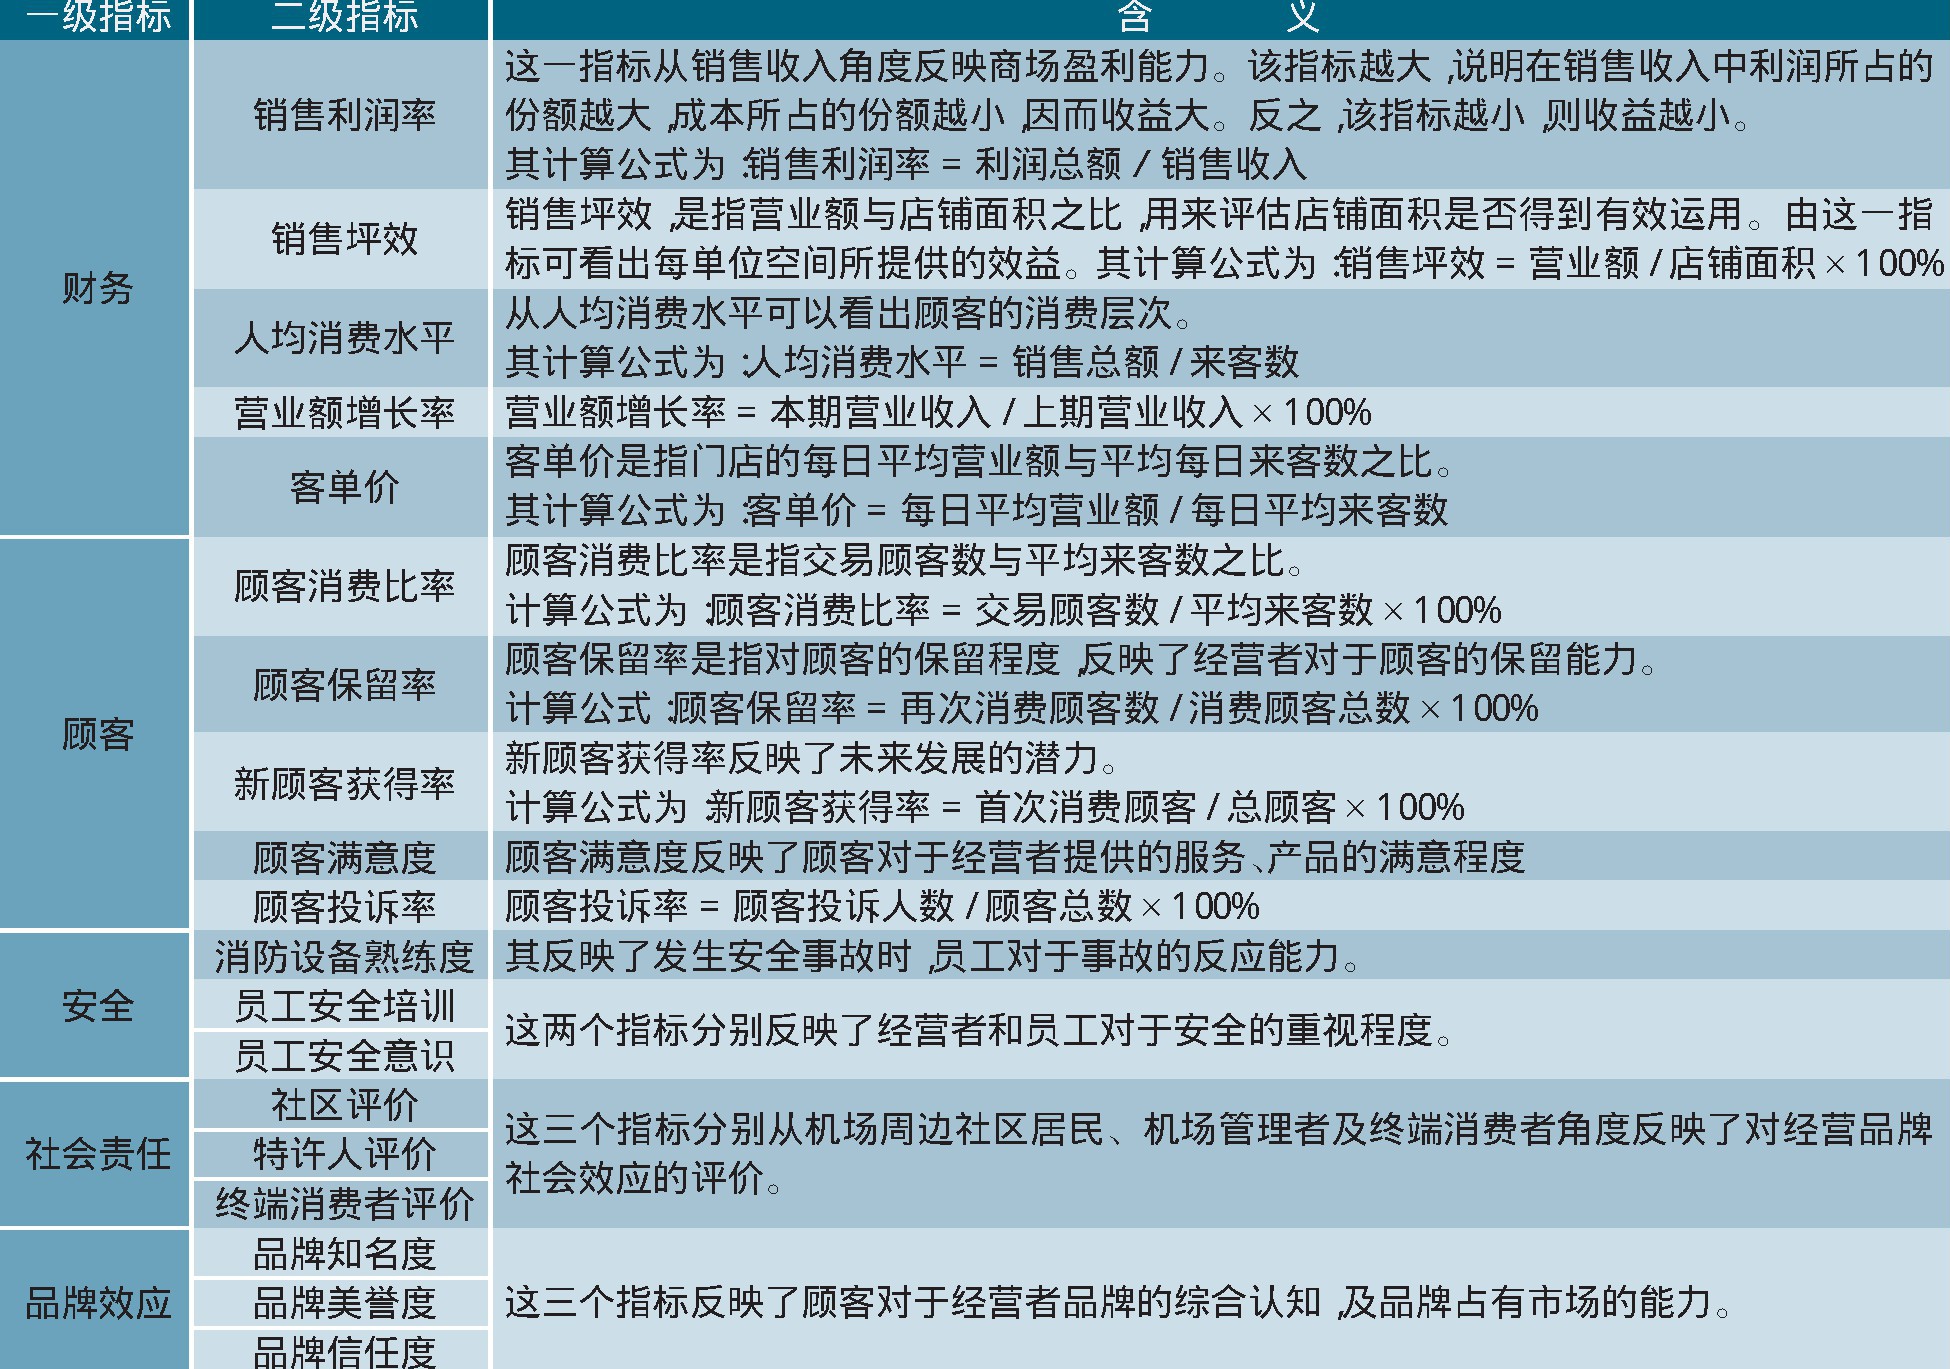 一级指标 二级指标 含 义
财务
销售利润率
这一指标从销售收入角度反映商场盈利能力。该指标越大,说明在销售收入中利润所占的
份额越大,成本所占的份额越小,因而收益大。反之,该指标越小,则收益越小。
其计算公式为:销售利润率 = 利润总额 / 销售收入
销售坪效
销售坪效,是指营业额与店铺面积之比,用来评估店铺面积是否得到有效运用。由这一指
标可看出每单位空间所提供的效益。其计算公式为:销售坪效 = 营业额 / 店铺面积 × 100%
人均消费水平
从人均消费水平可以看出顾客的消费层次。
其计算公式为:人均消费水平 = 销售总额 / 来客数
营业额增长率
营业额增长率 = 本期营业收入 / 上期营业收入 × 100%
客单价
客单价是指门店的每日平均营业额与平均每日来客数之比。
其计算公式为:客单价 = 每日平均营业额 / 每日平均来客数
顾客
顾客消费比率
顾客消费比率是指交易顾客数与平均来客数之比。
计算公式为:顾客消费比率 = 交易顾客数 / 平均来客数 × 100%
顾客保留率
顾客保留率是指对顾客的保留程度,反映了经营者对于顾客的保留能力。
计算公式:顾客保留率 = 再次消费顾客数 / 消费顾客总数 × 100%
新顾客获得率
新顾客获得率反映了未来发展的潜力。
计算公式为:新顾客获得率 = 首次消费顾客 / 总顾客 × 100%
顾客满意度
顾客满意度反映了顾客对于经营者提供的服务、产品的满意程度
顾客投诉率
顾客投诉率 = 顾客投诉人数 / 顾客总数 × 100%
安全
消防设备熟练度
其反映了发生安全事故时,员工对于事故的反应能力。
员工安全培训
员工安全意识
这两个指标分别反映了经营者和员工对于安全的重视程度。
社会责任
社区评价
特许人评价
终端消费者评价
这三个指标分别从机场周边社区居民、机场管理者及终端消费者角度反映了对经营品牌
社会效应的评价。
品牌效应
品牌知名度
品牌美誉度
品牌信任度
这三个指标反映了顾客对于经营者品牌的综合认知,及品牌占有市场的能力。